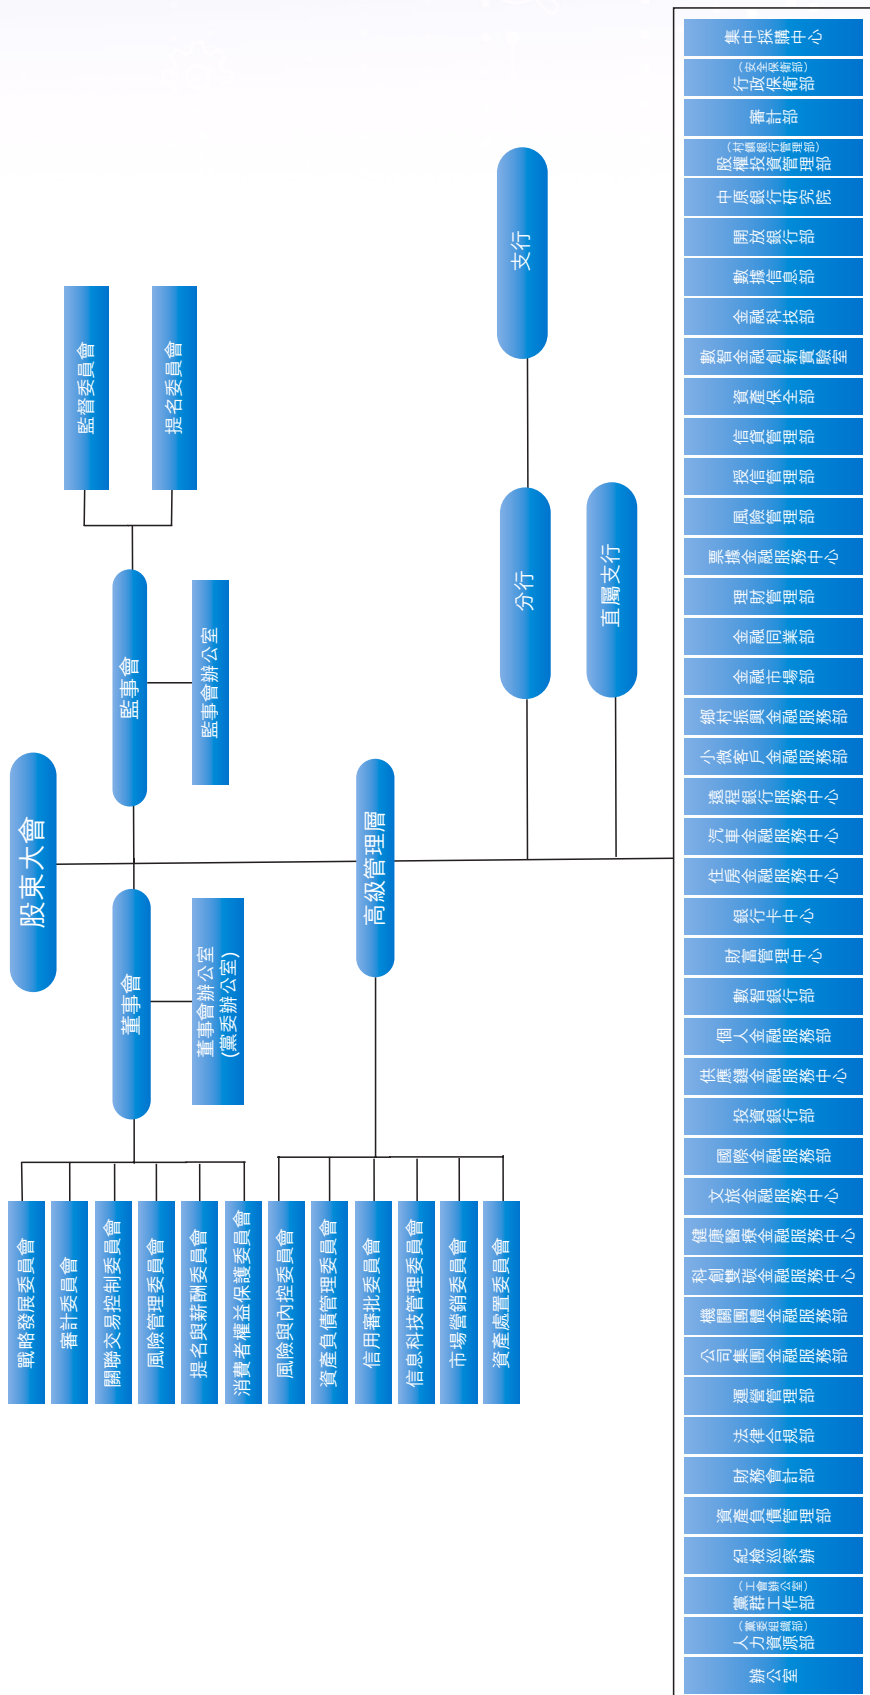 股東大會
董事會
監事會
董事會辦公室
(黨委辦公室)
監事會辦公室
監督委員會
提名委員會
戰略發展委員會
審計委員會
關聯交易控制委員會
風險管理委員會
提名與薪酬委員會
消費者權益保護委員會
高級管理層
風險與內控委員會
資產負債管理委員會
信用審批委員會
信息科技管理委員會
市場營銷委員會
資產處置委員會
分行
支行
直屬支行
辦公室
(黨委組織部)
人力資源部
(工會辦公室)
黨群工作部
紀檢巡察辦
資產負債管理部
財務會計部
法律合規部
運營管理部
公司集團金融服務部
機關團體金融服務部
科創雙碳金融服務中心
健康醫療金融服務中心
文旅金融服務中心
國際金融服務部
投資銀行部
供應鏈金融服務中心
個人金融服務部
數智銀行部
財富管理中心
銀行卡中心
住房金融服務中心
汽車金融服務中心
遠程銀行服務中心
小微客戶金融服務部
鄉村振興金融服務部
金融市場部
金融同業部
理財管理部
票據金融服務中心
風險管理部
授信管理部
信貸管理部
資產保全部
數智金融創新實驗室
金融科技部
數據信息部
開放銀行部
中原銀行研究院
(村鎮銀行管理部)
股權投資管理部
審計部
(安全保衛部)
行政保衛部
集中採購中心